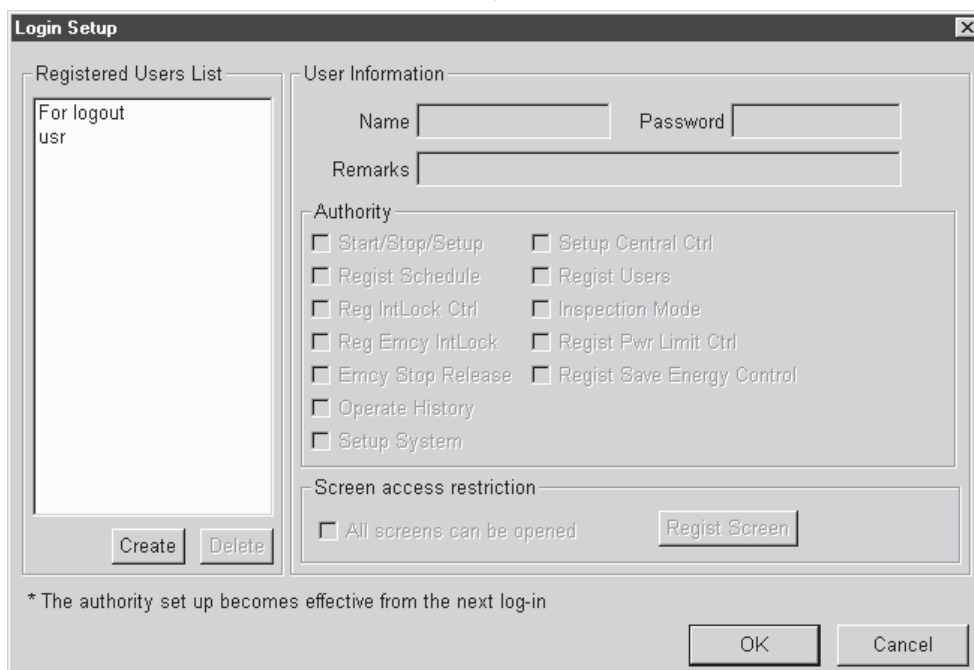 Login Setup
Registered Users List
For logout
usr
Create
Delete
User Information
Name
Password
Remarks
Authority
Start/Stop/Setup
Setup Central Ctrl
Regist Schedule
Regist Users
Reg IntLock Ctrl
Inspection Mode
Reg Emcy IntLock
Regist Pwr Limit Ctrl
Emcy Stop Release
Regist Save Energy Control
Operate History
Setup System
Screen access restriction
All screens can be opened
Regist Screen
* The authority set up becomes effective from the next log-in
OK
Cancel